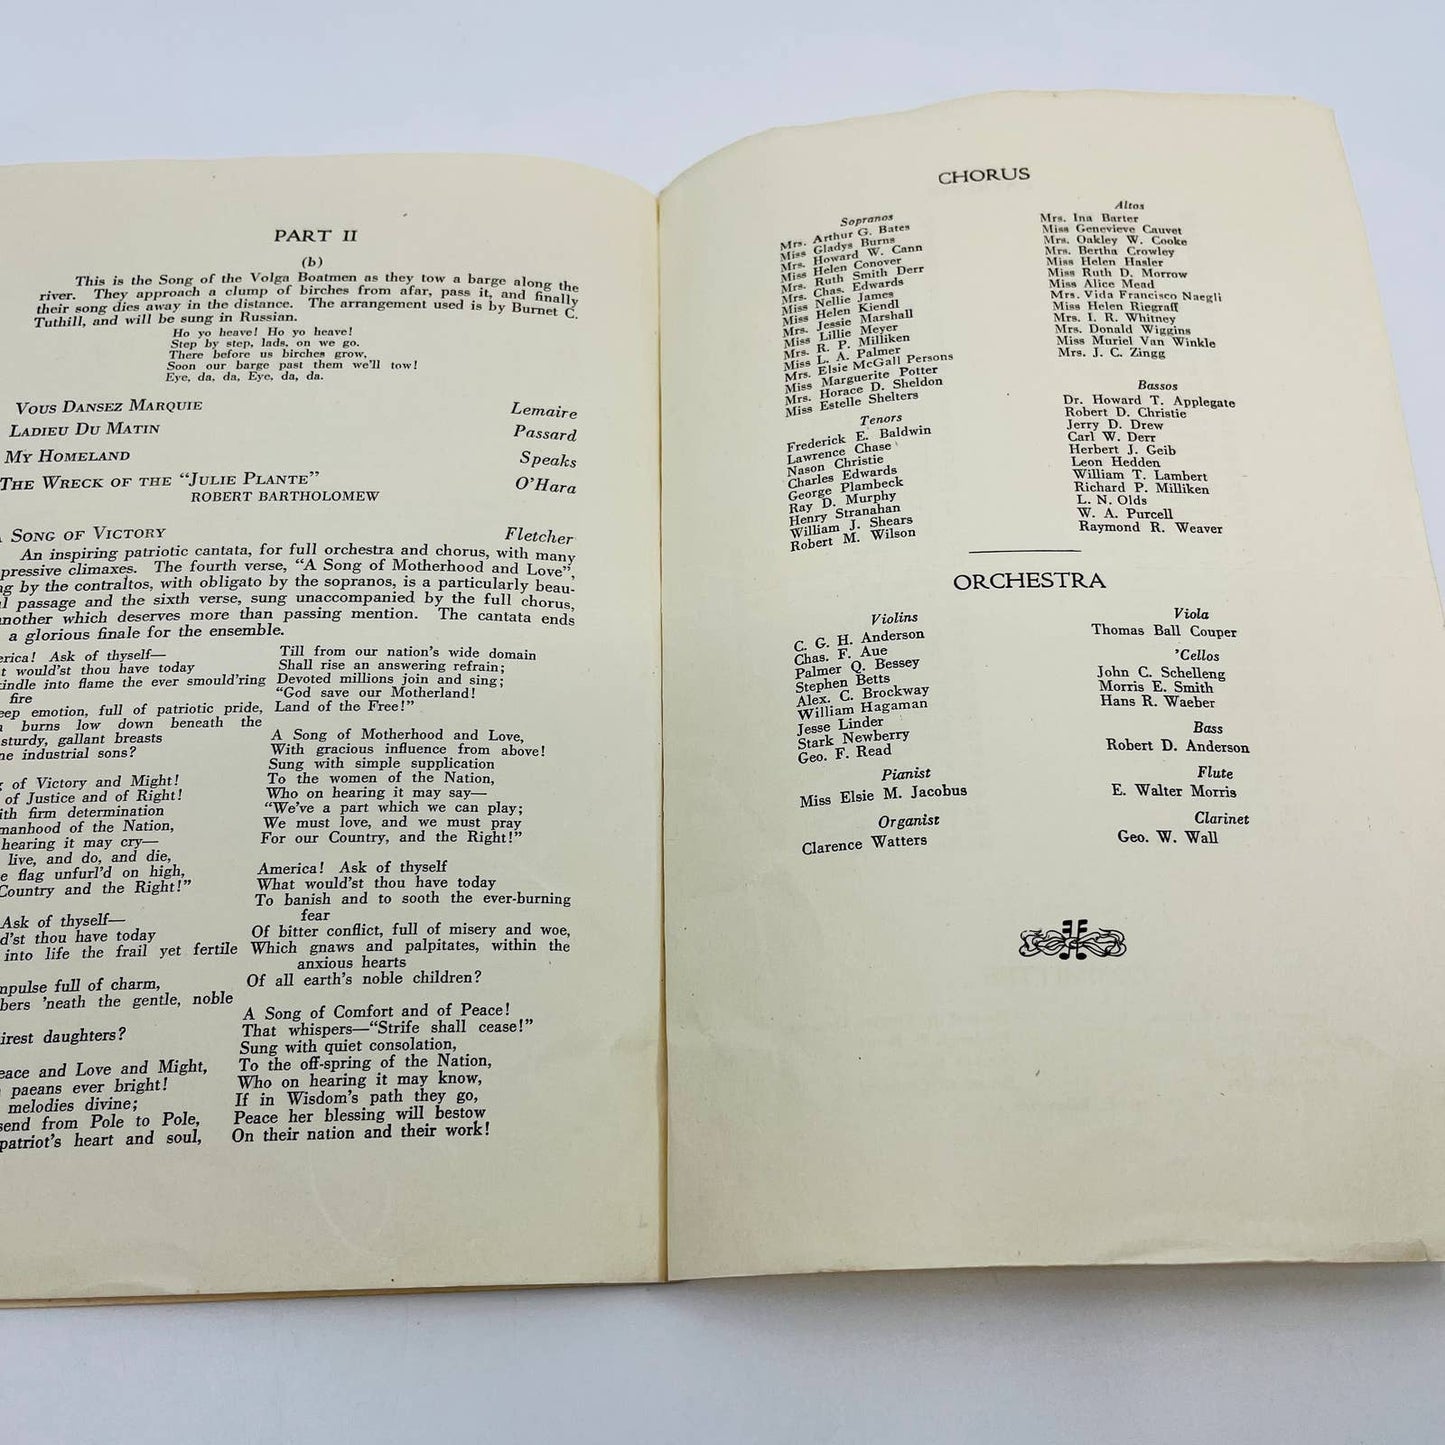 PART II
(b)
This is the Song of the Volga Boatmen as they tow a barge along the
river. They approach a clump of birches from afar, pass it, and finally
their song dies away in the distance. The arrangement used is by Burnet C.
Tuthill, and will be sung in Russian.
Ho yo heave! Ho yo heave!
Step by step, lads, on we go.
There before us birches grow,
Soon our barge past them we'll tow!
Eye, da, da, Eye, da, da.
VOUS DANSEZ MARQUIE Lemaire
LADIEU DU MATIN Passard
MY HOMELAND Speaks
THE WRECK OF THE "JULIE PLANTE" O'Hara
ROBERT BARTHOLOMEW
SONG OF VICTORY Fletcher
An inspiring patriotic cantata, for full orchestra and chorus, with many
pressive climaxes. The fourth verse, "A Song of Motherhood and Love",
g by the contraltos, with obligato by the sopranos, is a particularly beau-
l passage and the sixth verse, sung unaccompanied by the full chorus,
nother which deserves more than passing mention. The cantata ends
a glorious finale for the ensemble.
erica! Ask of thyself—
t would'st thou have today
indle into flame the ever smould'ring
fire
eep emotion, full of patriotic pride,
burns low down beneath the
sturdy, gallant breasts
ne industrial sons?
of Victory and Might!
of Justice and of Right!
ith firm determination
manhood of the Nation,
hearing it may cry—
live, and do, and die,
e flag unfurl'd on high,
Country and the Right!"
Ask of thyself—
d'st thou have today
into life the frail yet fertile
mpulse full of charm,
bers 'neath the gentle, noble
irest daughters?
eace and Love and Might,
paeans ever bright!
melodies divine;
send from Pole to Pole,
patriot's heart and soul,
Till from our nation's wide domain
Shall rise an answering refrain;
Devoted millions join and sing;
"God save our Motherland!
Land of the Free!"
A Song of Motherhood and Love,
With gracious influence from above!
Sung with simple supplication
To the women of the Nation,
Who on hearing it may say—
"We've a part which we can play;
We must love, and we must pray
For our Country, and the Right!"
America! Ask of thyself
What would'st thou have today
To banish and to sooth the ever-burning
fear
Of bitter conflict, full of misery and woe,
Which gnaws and palpitates, within the
anxious hearts
Of all earth's noble children?
A Song of Comfort and of Peace!
That whispers—"Strife shall cease!"
Sung with quiet consolation,
To the off-spring of the Nation,
Who on hearing it may know,
If in Wisdom's path they go,
Peace her blessing will bestow
On their nation and their work!
CHORUS
Sopranos
Mrs. Arthur G. Bates
Miss Gladys Burns
Mrs. Howard W. Cann
Miss Helen Conover
Mrs. Ruth Smith Derr
Mrs. Chas. Edwards
Miss Nellie James
Miss Helen Kiendl
Mrs. Jessie Marshall
Miss Lillie Meyer
Mrs. R. P. Milliken
Miss L. A. Palmer
Mrs. Elsie McGall Persons
Miss Marguerite Potter
Mrs. Horace D. Sheldon
Miss Estelle Shelters
Tenors
Frederick E. Baldwin
Lawrence Chase
Nason Christie
Charles Edwards
George Plambeck
Ray D. Murphy
Henry Stranahan
William J. Shears
Robert M. Wilson
Altos
Mrs. Ina Barter
Miss Genevieve Cauvet
Mrs. Oakley W. Cooke
Mrs. Bertha Crowley
Miss Helen Hasler
Miss Ruth D. Morrow
Miss Alice Mead
Mrs. Vida Francisco Naegli
Miss Helen Riegraff
Mrs. I. R. Whitney
Mrs. Donald Wiggins
Miss Muriel Van Winkle
Mrs. J. C. Zingg
Bassos
Dr. Howard T. Applegate
Robert D. Christie
Jerry D. Drew
Carl W. Derr
Herbert J. Geib
Leon Hedden
William T. Lambert
Richard P. Milliken
L. N. Olds
W. A. Purcell
Raymond R. Weaver
ORCHESTRA
Violins
C. G. H. Anderson
Chas. F. Aue
Palmer Q. Bessey
Stephen Betts
Alex. C. Brockway
William Hagaman
Jesse Linder
Stark Newberry
Geo. F. Read
Pianist
Miss Elsie M. Jacobus
Organist
Clarence Watters
Viola
Thomas Ball Couper
'Cellos
John C. Schelleng
Morris E. Smith
Hans R. Waeber
Bass
Robert D. Anderson
Flute
E. Walter Morris
Clarinet
Geo. W. Wall